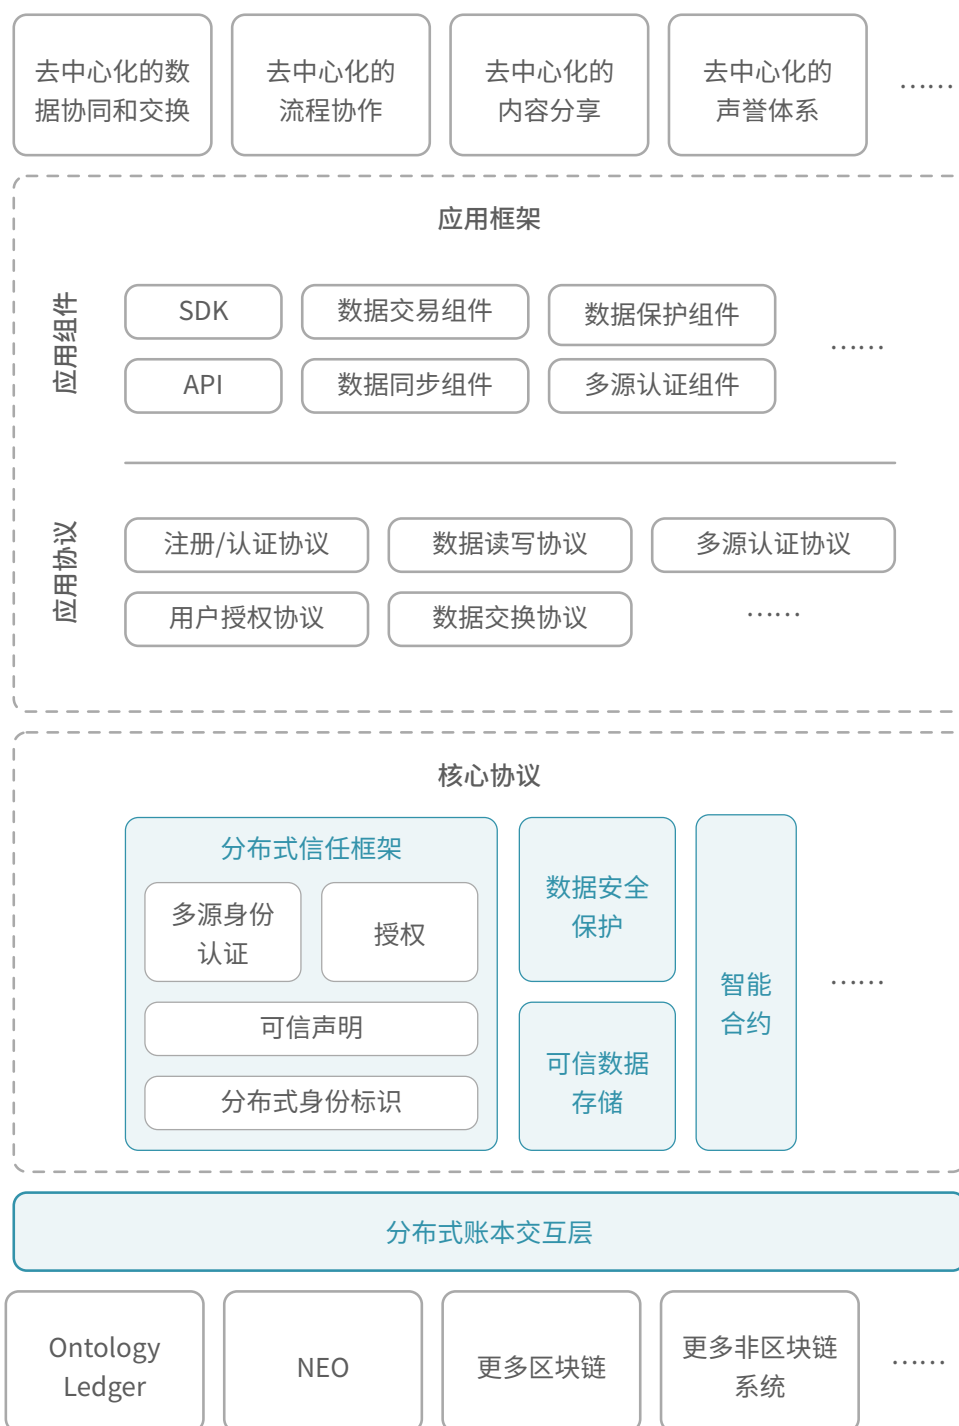 去中心化的数
据协同和交换
去中心化的
流程协作
去中心化的
内容分享
去中心化的
声誉体系
……
应用框架
应用组件
SDK
数据交易组件
数据保护组件
API
数据同步组件
多源认证组件
……
应用协议
注册/认证协议
数据读写协议
多源认证协议
用户授权协议
数据交换协议
……
核心协议
分布式信任框架
多源身份
认证
授权
可信声明
分布式身份标识
数据安全
保护
可信数据
存储
智能
合约
……
分布式账本交互层
Ontology
Ledger
NEO
更多区块链
更多非区块链
系统
……